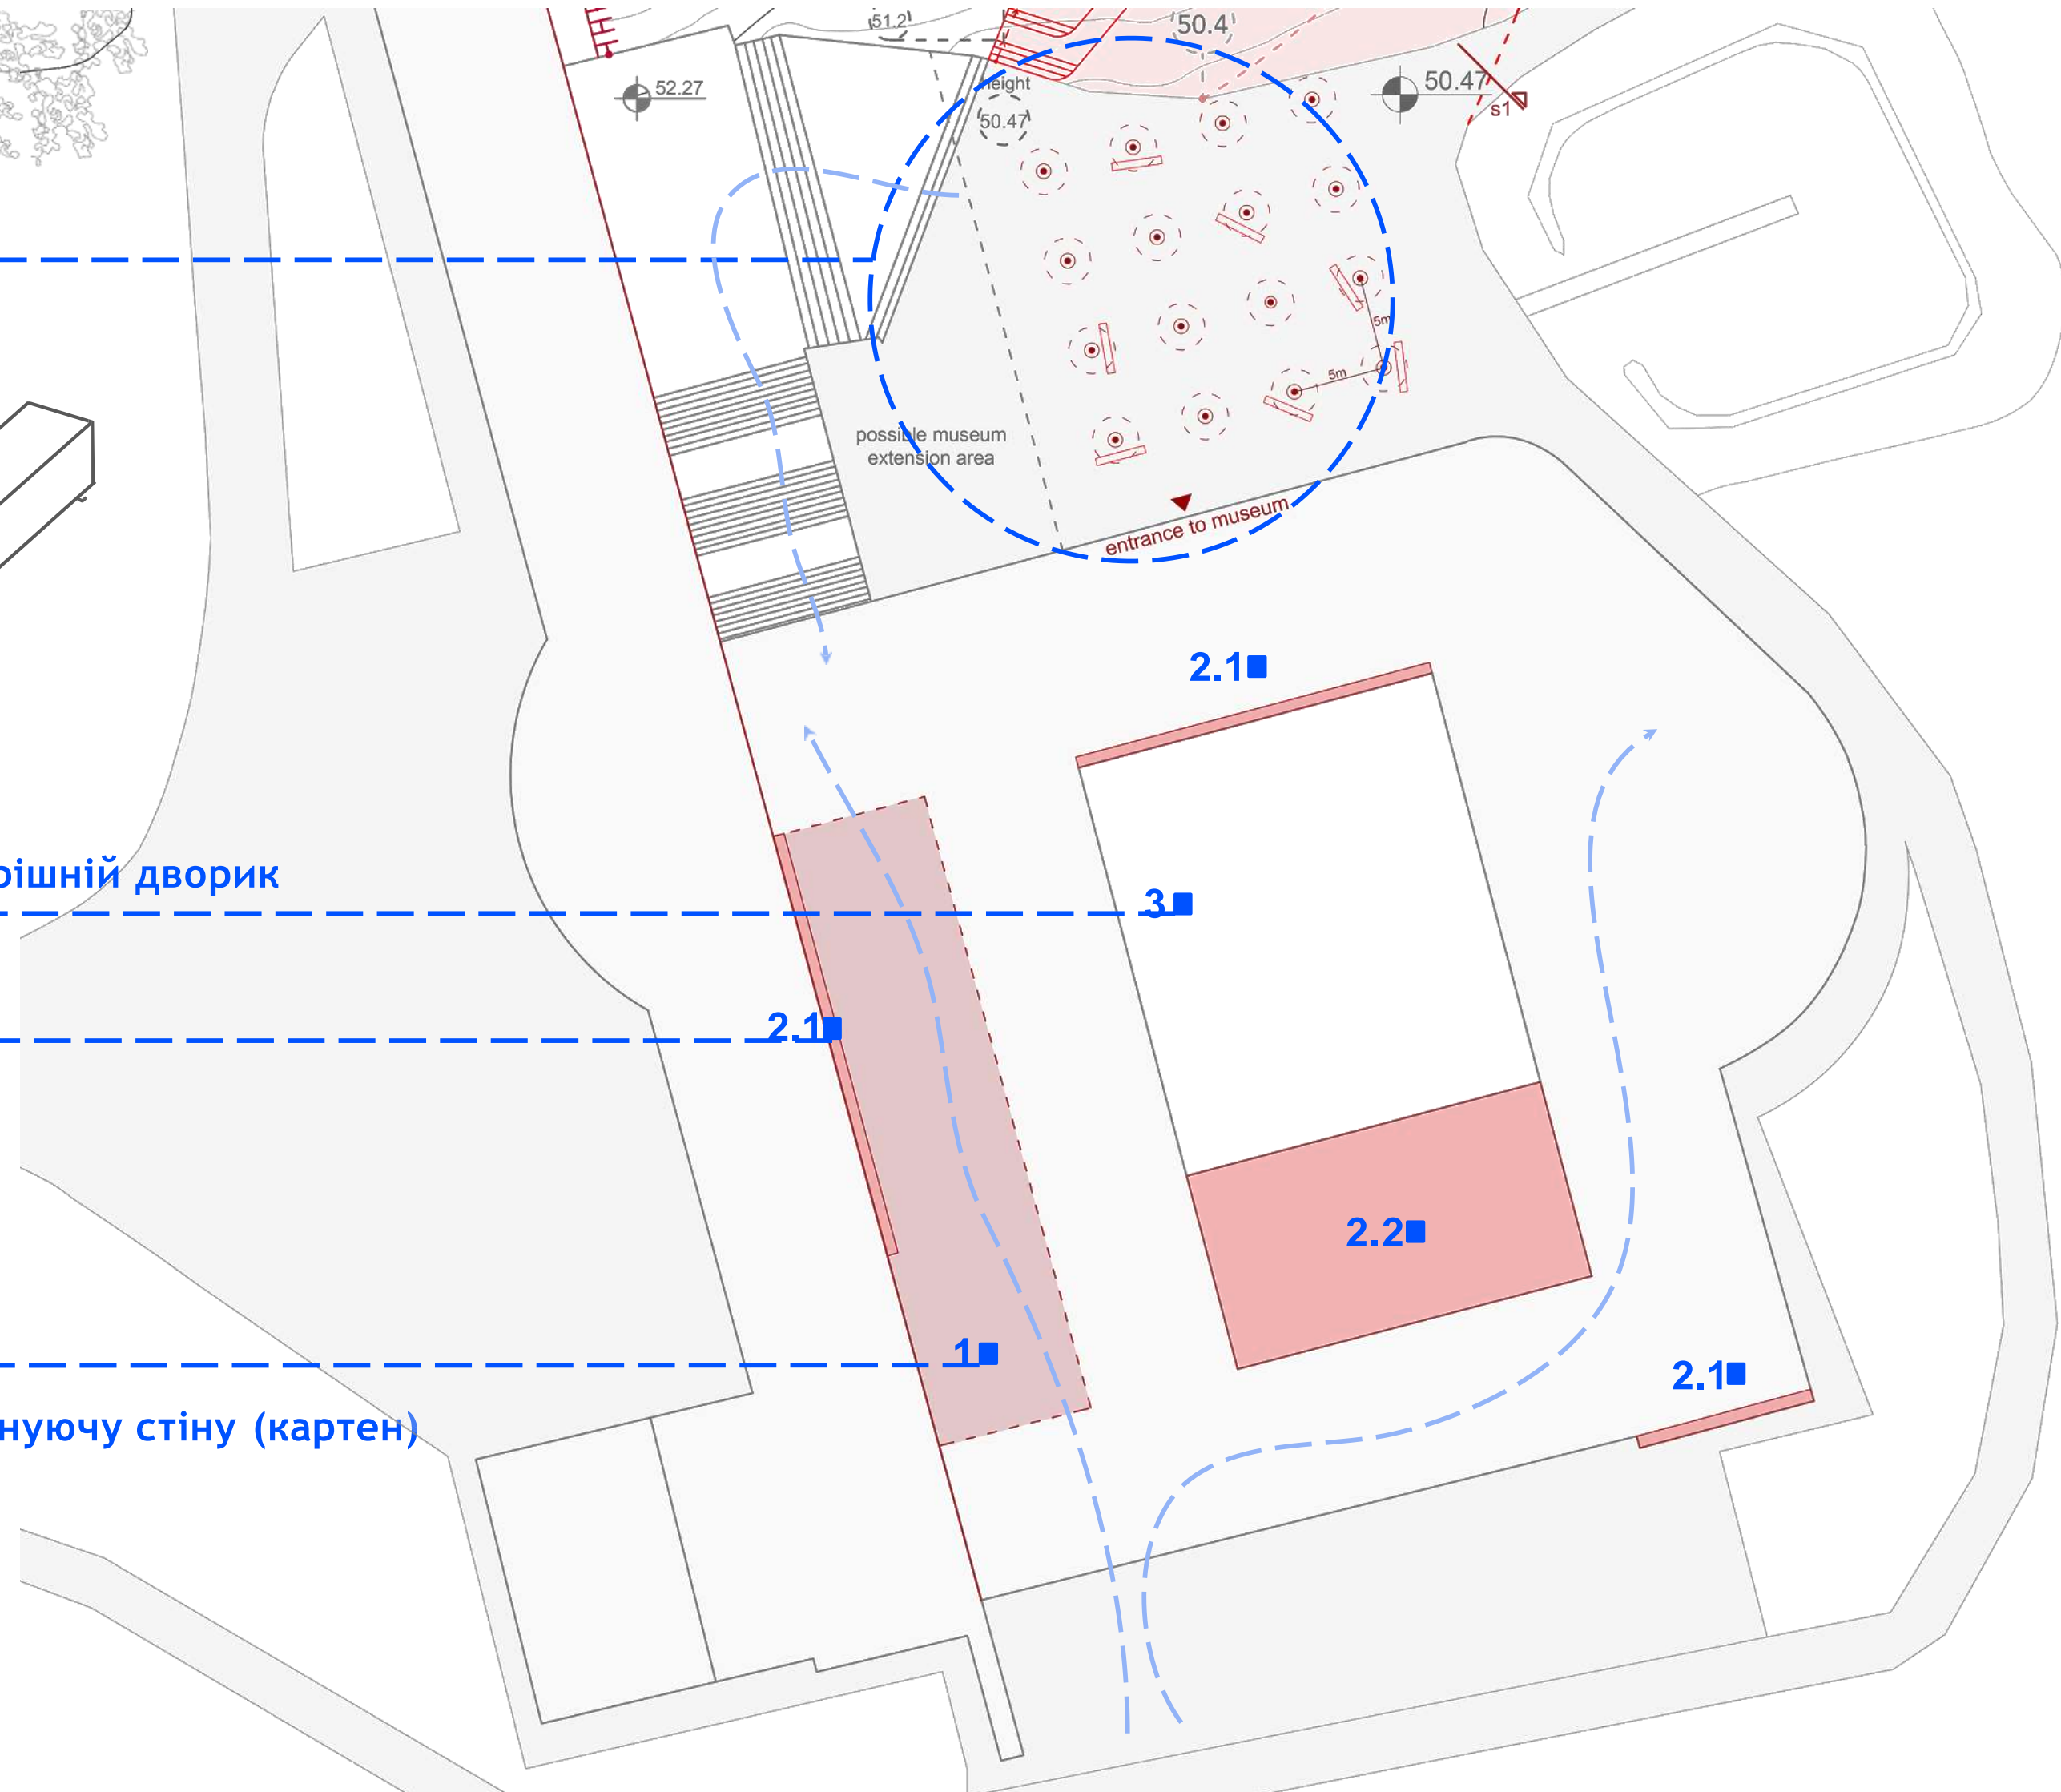 51.2
50.4
52.27
height
50.47
50.47
s1
5m
5m
possible museum
extension area
entrance to museum
2.1
рішній дворик
3
2.1
2.2
1
2.1
нуючу стіну (картен)